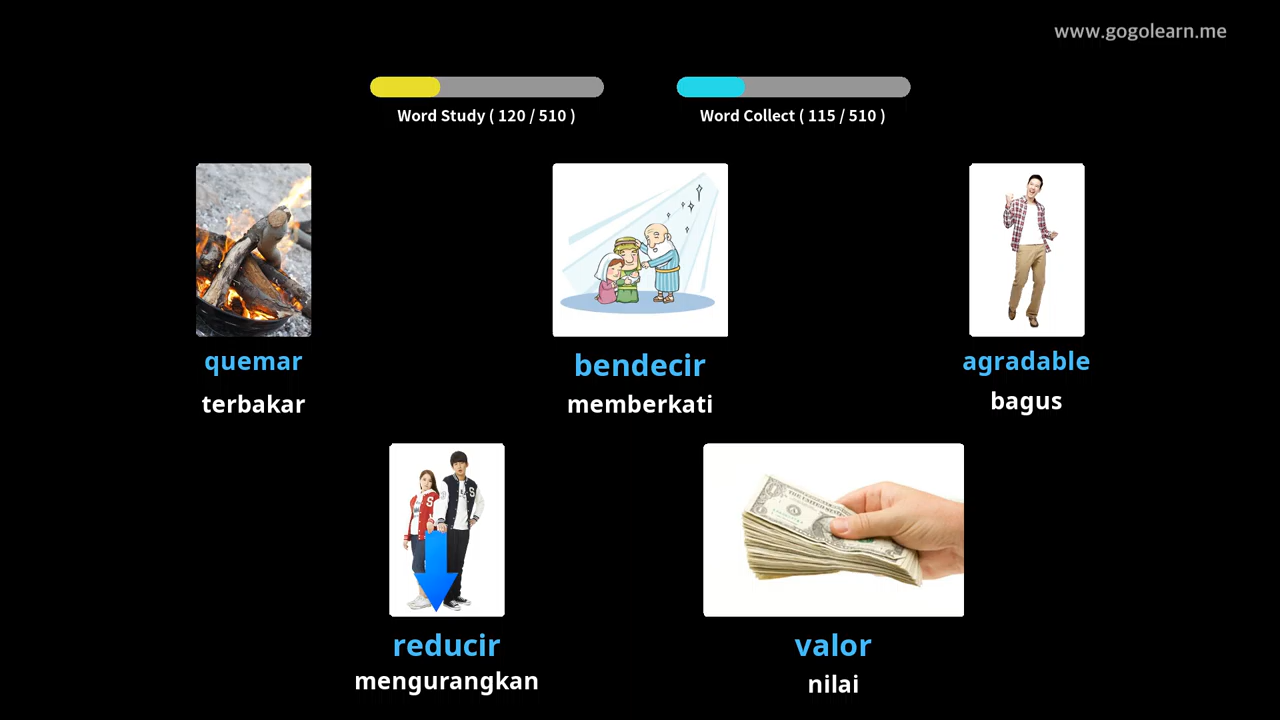 www.gogolearn.me
Word Study ( 120 / 510 )
Word Collect ( 115 / 510 )
quemar
terbakar
bendecir
memberkati
agradable
bagus
reducir
mengurangkan
valor
nilai